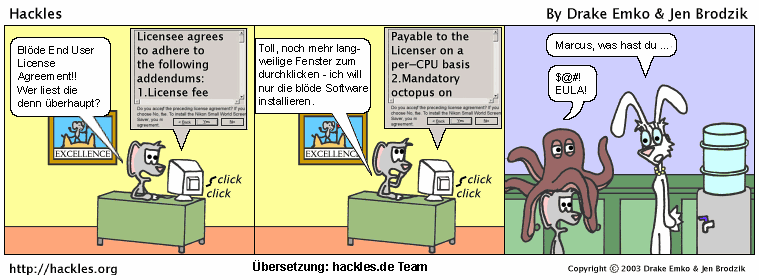 Hackles
By Drake Emko & Jen Brodzik
Blöde End User
License
Agreement!!
Wer liest die
denn überhaupt?
Licensee agrees
to adhere to
the following
addendums:
1.License fee
Do you accept the preceding license agreement? If you
choose No, the
To install the Nikon Small World Screen
Saver, you m
agreement.
< Back
Yes
No
EXCELLENCE
click
click
Toll, noch mehr lang-
weilige Fenster zum
durchklicken - ich will
nur die blöde Software
installieren.
Payable to the
Licenser on a
per-CPU basis
2.Mandatory
octopus on
Do you accept the preceding license agreement? If you
choose No, the
To install the Nikon Small World Screen
Saver, you m
agreement.
< Back
Yes
No
EXCELLENCE
click
click
Marcus, was hast du ...
$@#!
EULA!
http://hackles.org
Übersetzung: hackles.de Team
Copyright © 2003 Drake Emko & Jen Brodzik